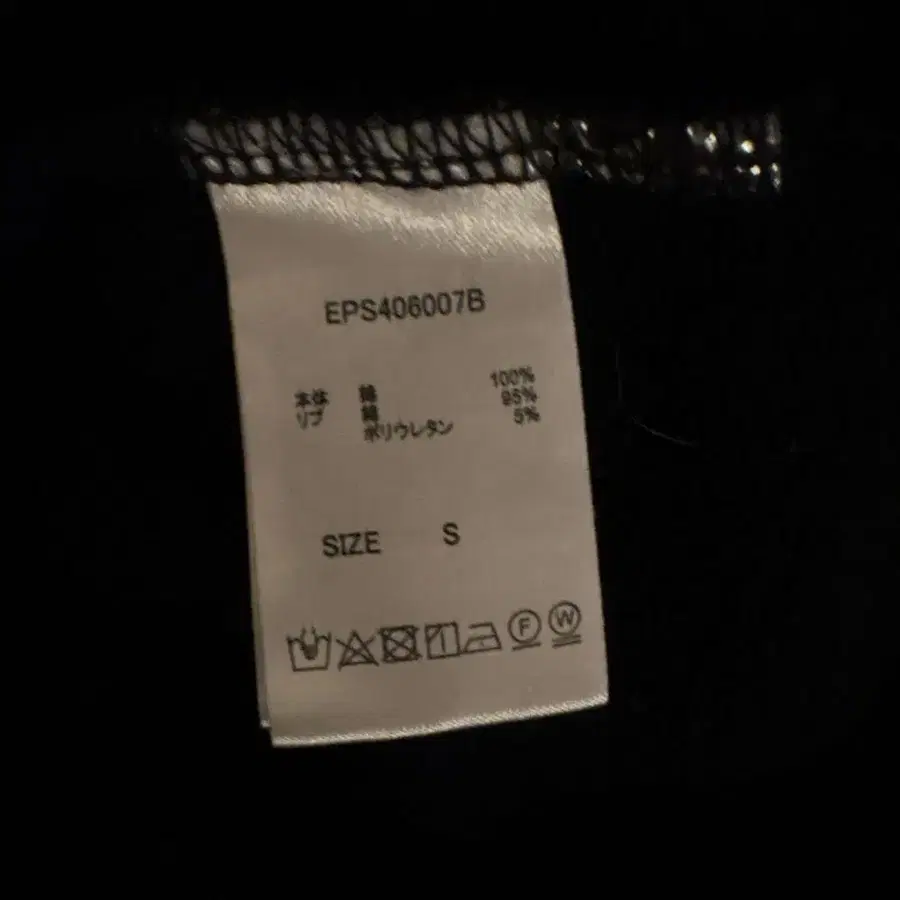 EPS406007B
本体 綿 100%
リブ 綿 95%
ポリウレタン 5%
SIZE S
F W